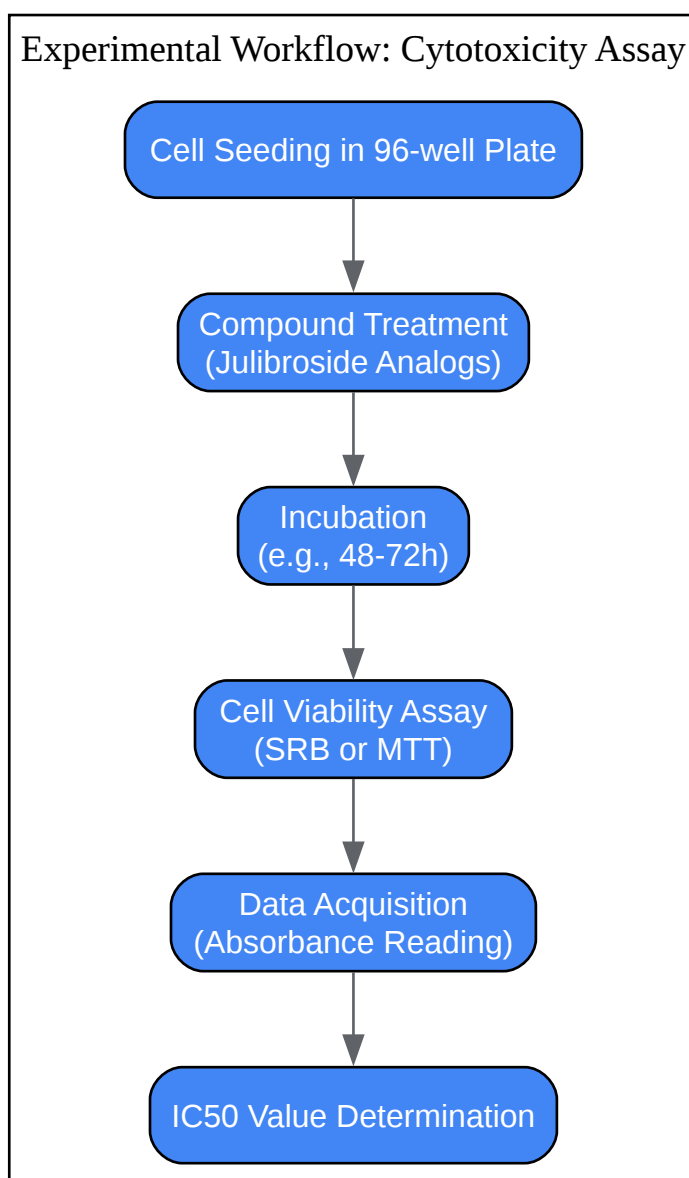 Experimental Workflow: Cytotoxicity Assay
Cell Seeding in 96-well Plate
Compound Treatment
(Julibroside Analogs)
Incubation
(e.g., 48-72h)
Cell Viability Assay
(SRB or MTT)
Data Acquisition
(Absorbance Reading)
IC50 Value Determination